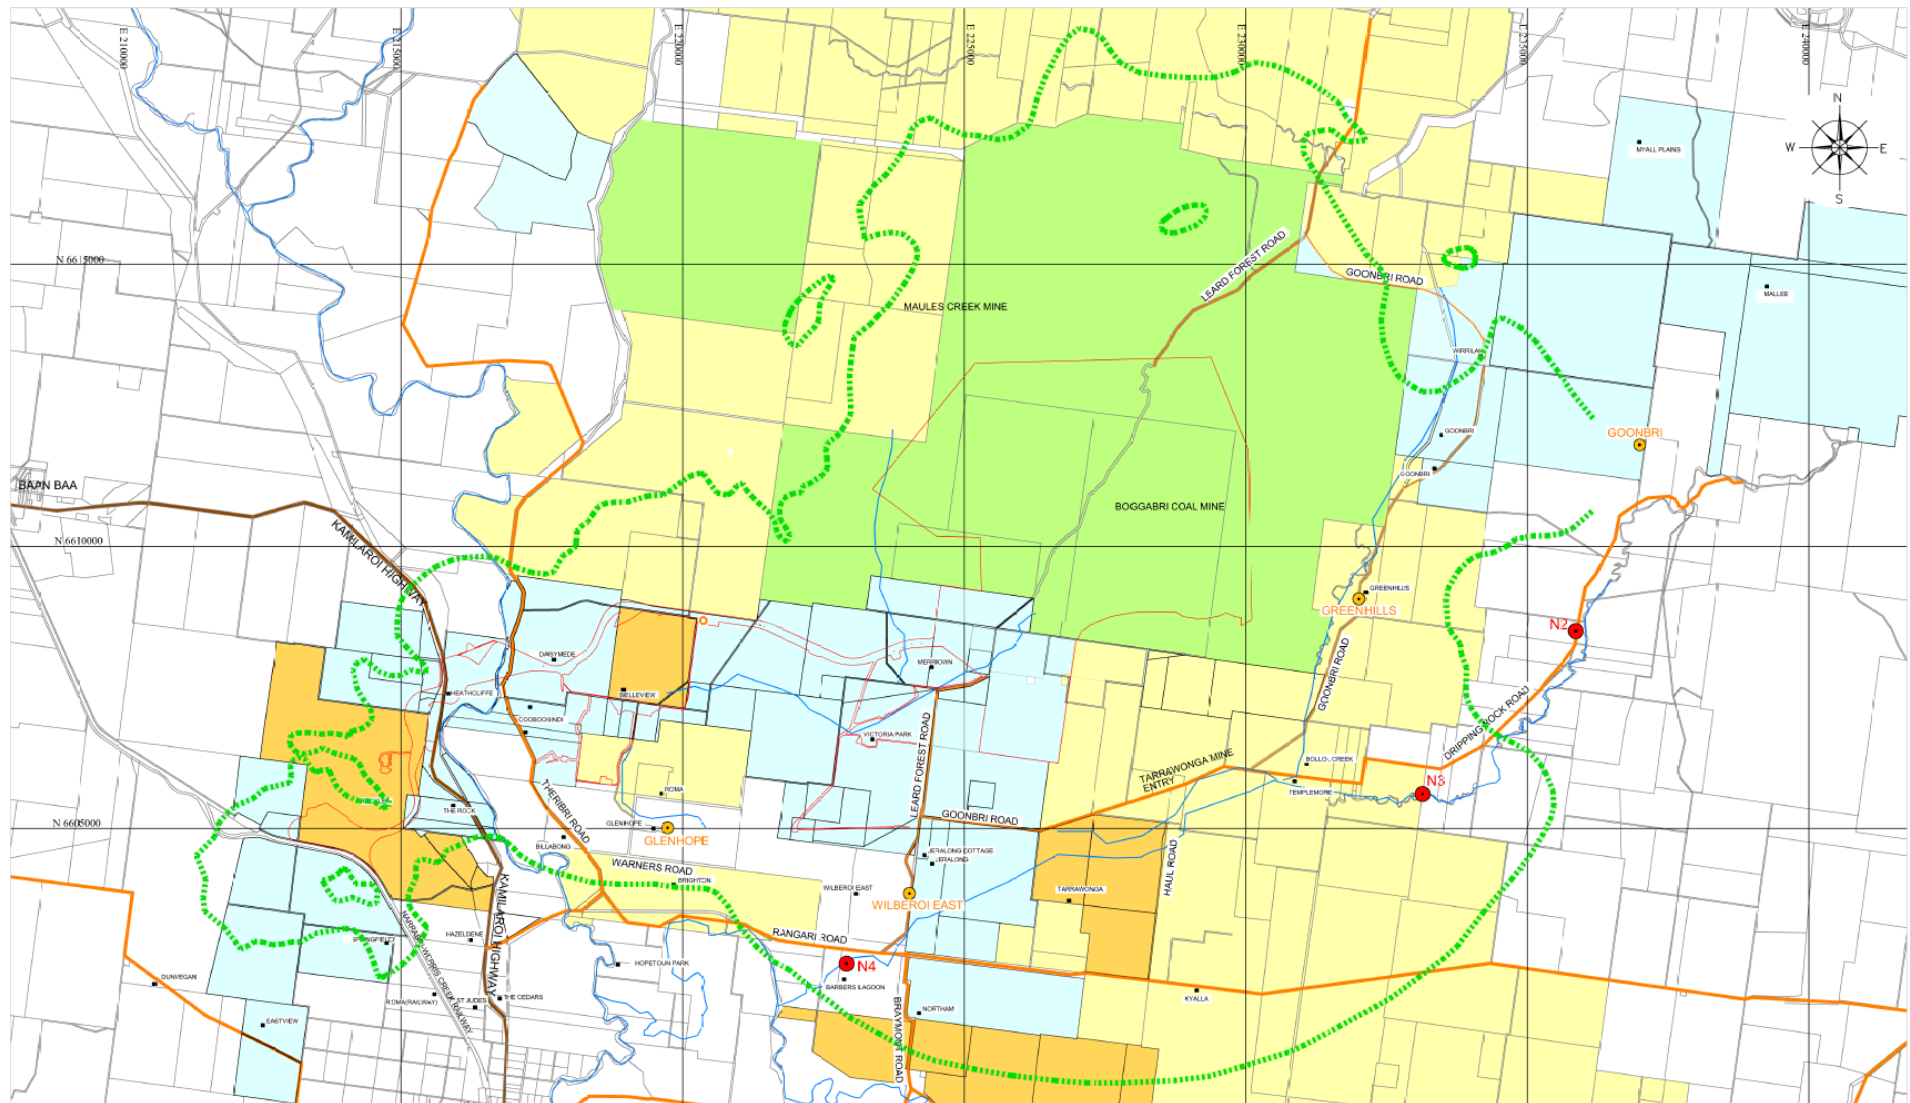 E 210000
E 215000
E 220000
E 225000
E 230000
E 235000
E 240000
N
W
E
S
MYALL PLAINS
N 6615000
LEARD FOREST ROAD
GOONBRI ROAD
MALLEE
MAULES CREEK MINE
WIRRILAH
GOONBRI
GOONBRI
GOONBRI
BAAN BAA
BOGGABRI COAL MINE
KAMILAROI HIGHWAY
N 6610000
GREENHILLS
GREENHILLS
N2
GOONBRI ROAD
DAISYMEDE
MERRIOWN
HEATHCLIFFE
BELLEVIEW
COOBOOBINDI
VICTORIA PARK
LEARD FOREST ROAD
DRIPPING ROCK ROAD
TARRAWONGA MINE
ENTRY
BOLLOL CREEK
TEMPLEMORE
N3
THERIBRI ROAD
ROMA
THE ROCK
N 6605000
GLENHOPE
GLENHOPE
GOONBRI ROAD
BILLABONG
WARNERS ROAD
JERALONG COTTAGE
JERALONG
HAUL ROAD
BRIGHTON
WILBEROI EAST
TARRAWONGA
WILBEROI EAST
KAMILAROI HIGHWAY
NARRABRI-WERRIS CREEK RAILWAY
HAZELDENE
SPRINGFIELD
RANGARI ROAD
HOPETOUN PARK
N4
DUNVEGAN
BARBERS LAGOON
ROMA(RAILWAY)
ST JUDES
THE CEDARS
KYALLA
NORTHAM
BRAYMONT ROAD
EASTVIEW